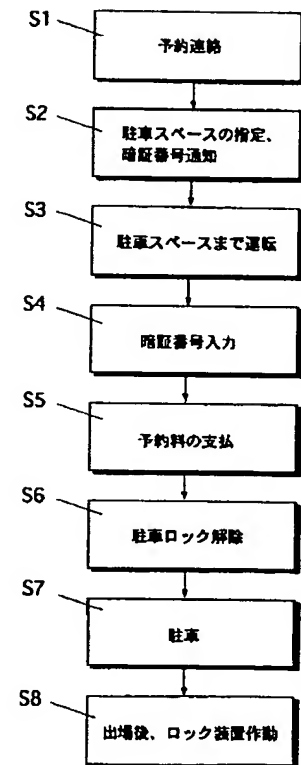 S1
予約連絡
S2
駐車スペースの指定、
暗証番号通知
S3
駐車スペースまで運転
S4
暗証番号入力
S5
予約料の支払
S6
駐車ロック解除
S7
駐車
S8
出場後、ロック装置作動